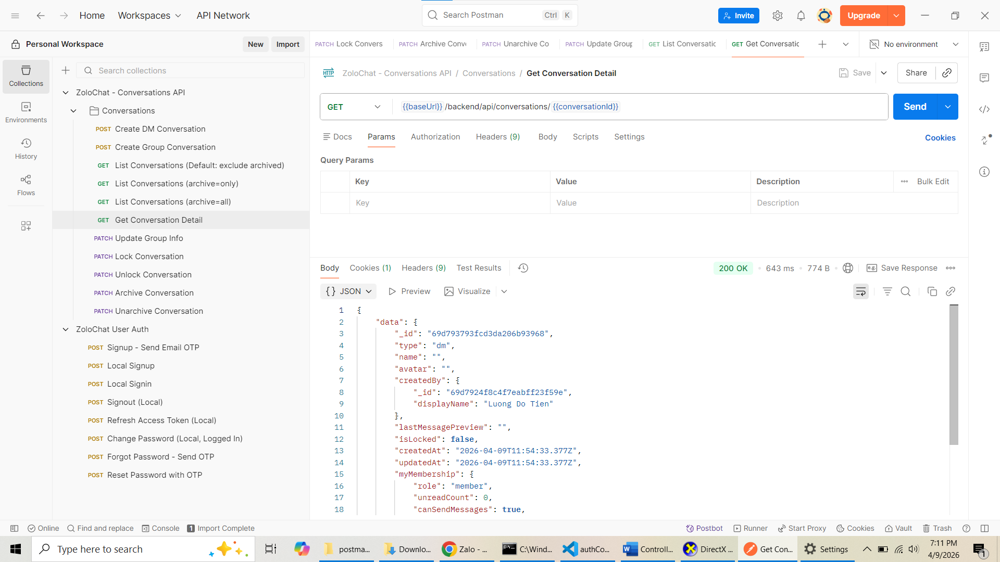 Home Workspaces API Network Search Postman Ctrl K Invite Upgrade
Personal Workspace New Import
PATCH Lock Convers PATCH Archive Conv PATCH Unarchive Co PATCH Update Group GET List Conversatic GET Get Conversatic No environment
Collections
Environments
History
Flows
Search collections
ZoloChat - Conversations API
Conversations
POST Create DM Conversation
POST Create Group Conversation
GET List Conversations (Default: exclude archived)
GET List Conversations (archive=only)
GET List Conversations (archive=all)
GET Get Conversation Detail
PATCH Update Group Info
PATCH Lock Conversation
PATCH Unlock Conversation
PATCH Archive Conversation
PATCH Unarchive Conversation
ZoloChat User Auth
POST Signup - Send Email OTP
POST Local Signup
POST Local Signin
POST Signout (Local)
POST Refresh Access Token (Local)
POST Change Password (Local, Logged In)
POST Forgot Password - Send OTP
POST Reset Password with OTP
HTTP ZoloChat - Conversations API / Conversations / Get Conversation Detail Save Share
GET {{baseUrl}}/backend/api/conversations/{{conversationId}} Send
Docs Params Authorization Headers (9) Body Scripts Settings Cookies
Query Params
Key Value Description Bulk Edit
Key Value Description
Body Cookies (1) Headers (9) Test Results 200 OK 643 ms 774 B e.g. Save Response
{} JSON Preview Visualize
1 {
2 "data": {
3 "_id": "69d793793fcd3da206b93968",
4 "type": "dm",
5 "name": "",
6 "avatar": "",
7 "createdBy": {
8 "_id": "69d7924f8c4f7eabff23f59e",
9 "displayName": "Luong Do Tien"
10 },
11 "lastMessagePreview": "",
12 "isLocked": false,
13 "createdAt": "2026-04-09T11:54:33.377Z",
14 "updatedAt": "2026-04-09T11:54:33.377Z",
15 "myMembership": {
16 "role": "member",
17 "unreadCount": 0,
18 "canSendMessages": true,
Online Find and replace Console 1 Import Complete Postbot Runner Start Proxy Cookies Vault Trash
Type here to search postma... Downlo... Zalo - ... C:\Wind... authCo... Controll... DirectX ... Get Con... Settings 7:11 PM
4/9/2026 1